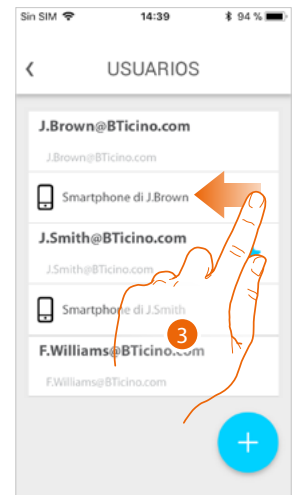 Sin SIM 14:39 94 %
USUARIOS
J.Brown@BTicino.com
J.Brown@BTicino.com
Smartphone di J.Brown
J.Smith@BTicino.com
J.Smith@BTicino.com
Smartphone di J.Smith
3
F.Williams@BTicino.com
F.Williams@BTicino.com
+